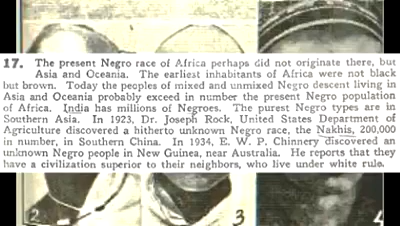 17. The present Negro race of Africa perhaps did not originate there, but
Asia and Oceania. The earliest inhabitants of Africa were not black
but brown. Today the peoples of mixed and unmixed Negro descent living in
Asia and Oceania probably exceed in number the present Negro population
of Africa. India has millions of Negroes. The purest Negro types are in
Southern Asia. In 1923, Dr. Joseph Rock, United States Department of
Agriculture discovered a hitherto unknown Negro race, the Nakhis, 200,000
in number, in Southern China. In 1934, E. W. P. Chinnery discovered an
unknown Negro people in New Guinea, near Australia. He reports that they
have a civilization superior to their neighbors, who live under white rule.
2
3
4